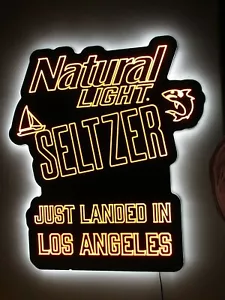 Natural
LIGHT.
SELTZER
JUST LANDED IN
LOS ANGELES